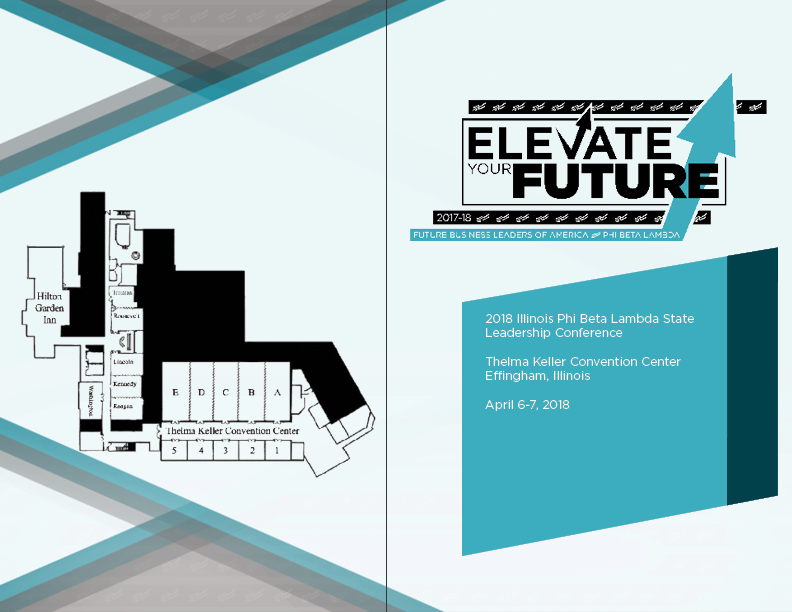 Hilton
Garden
Inn
Truman
Roosevelt
Lincoln
Kennedy
Reagan
Washington
E D C B A
Thelma Keller Convention Center
5 4 3 2 1
ELEVATE
YOUR FUTURE
2017-18
FUTURE BUSINESS LEADERS OF AMERICA PHI BETA LAMBDA
2018 Illinois Phi Beta Lambda State
Leadership Conference
Thelma Keller Convention Center
Effingham, Illinois
April 6-7, 2018